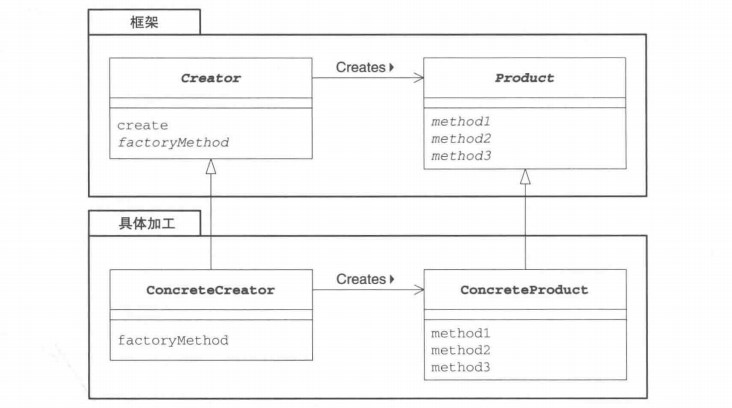 框架
Creator
Creates
Product
create
factoryMethod
method1
method2
method3
具体加工
ConcreteCreator
Creates
ConcreteProduct
factoryMethod
method1
method2
method3